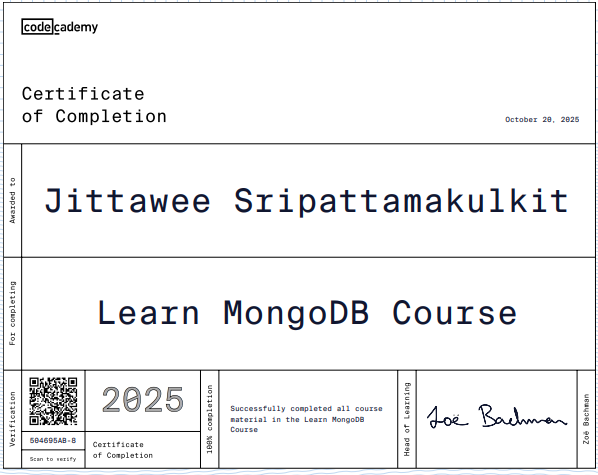 codecademy
Certificate
of Completion
October 20, 2025
Awarded to
Jittawee Sripattamakulkit
For completing
Learn MongoDB Course
Verification
504695AB-8
Scan to verify
2025
Certificate
of Completion
100% completion
Successfully completed all course
material in the Learn MongoDB
Course
Head of Learning
Zoë Bachman
Zoë Bachman